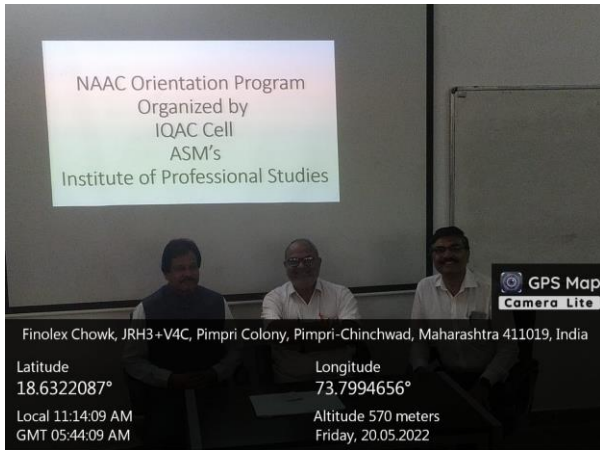 NAAC Orientation Program
Organized by
IQAC Cell
ASM's
Institute of Professional Studies
GPS Map
Camera Lite
Finolex Chowk, JRH3+V4C, Pimpri Colony, Pimpri-Chinchwad, Maharashtra 411019, India
Latitude
18.6322087°
Longitude
73.7994656°
Local 11:14:09 AM
GMT 05:44:09 AM
Altitude 570 meters
Friday, 20.05.2022